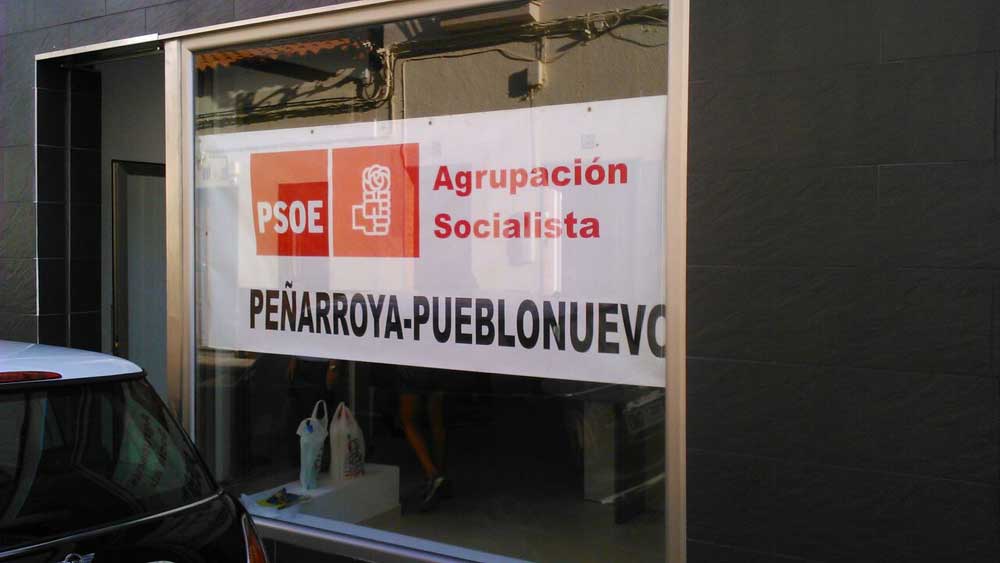 PSOE
Agrupación
Socialista
PEÑARROYA-PUEBLONUEVO